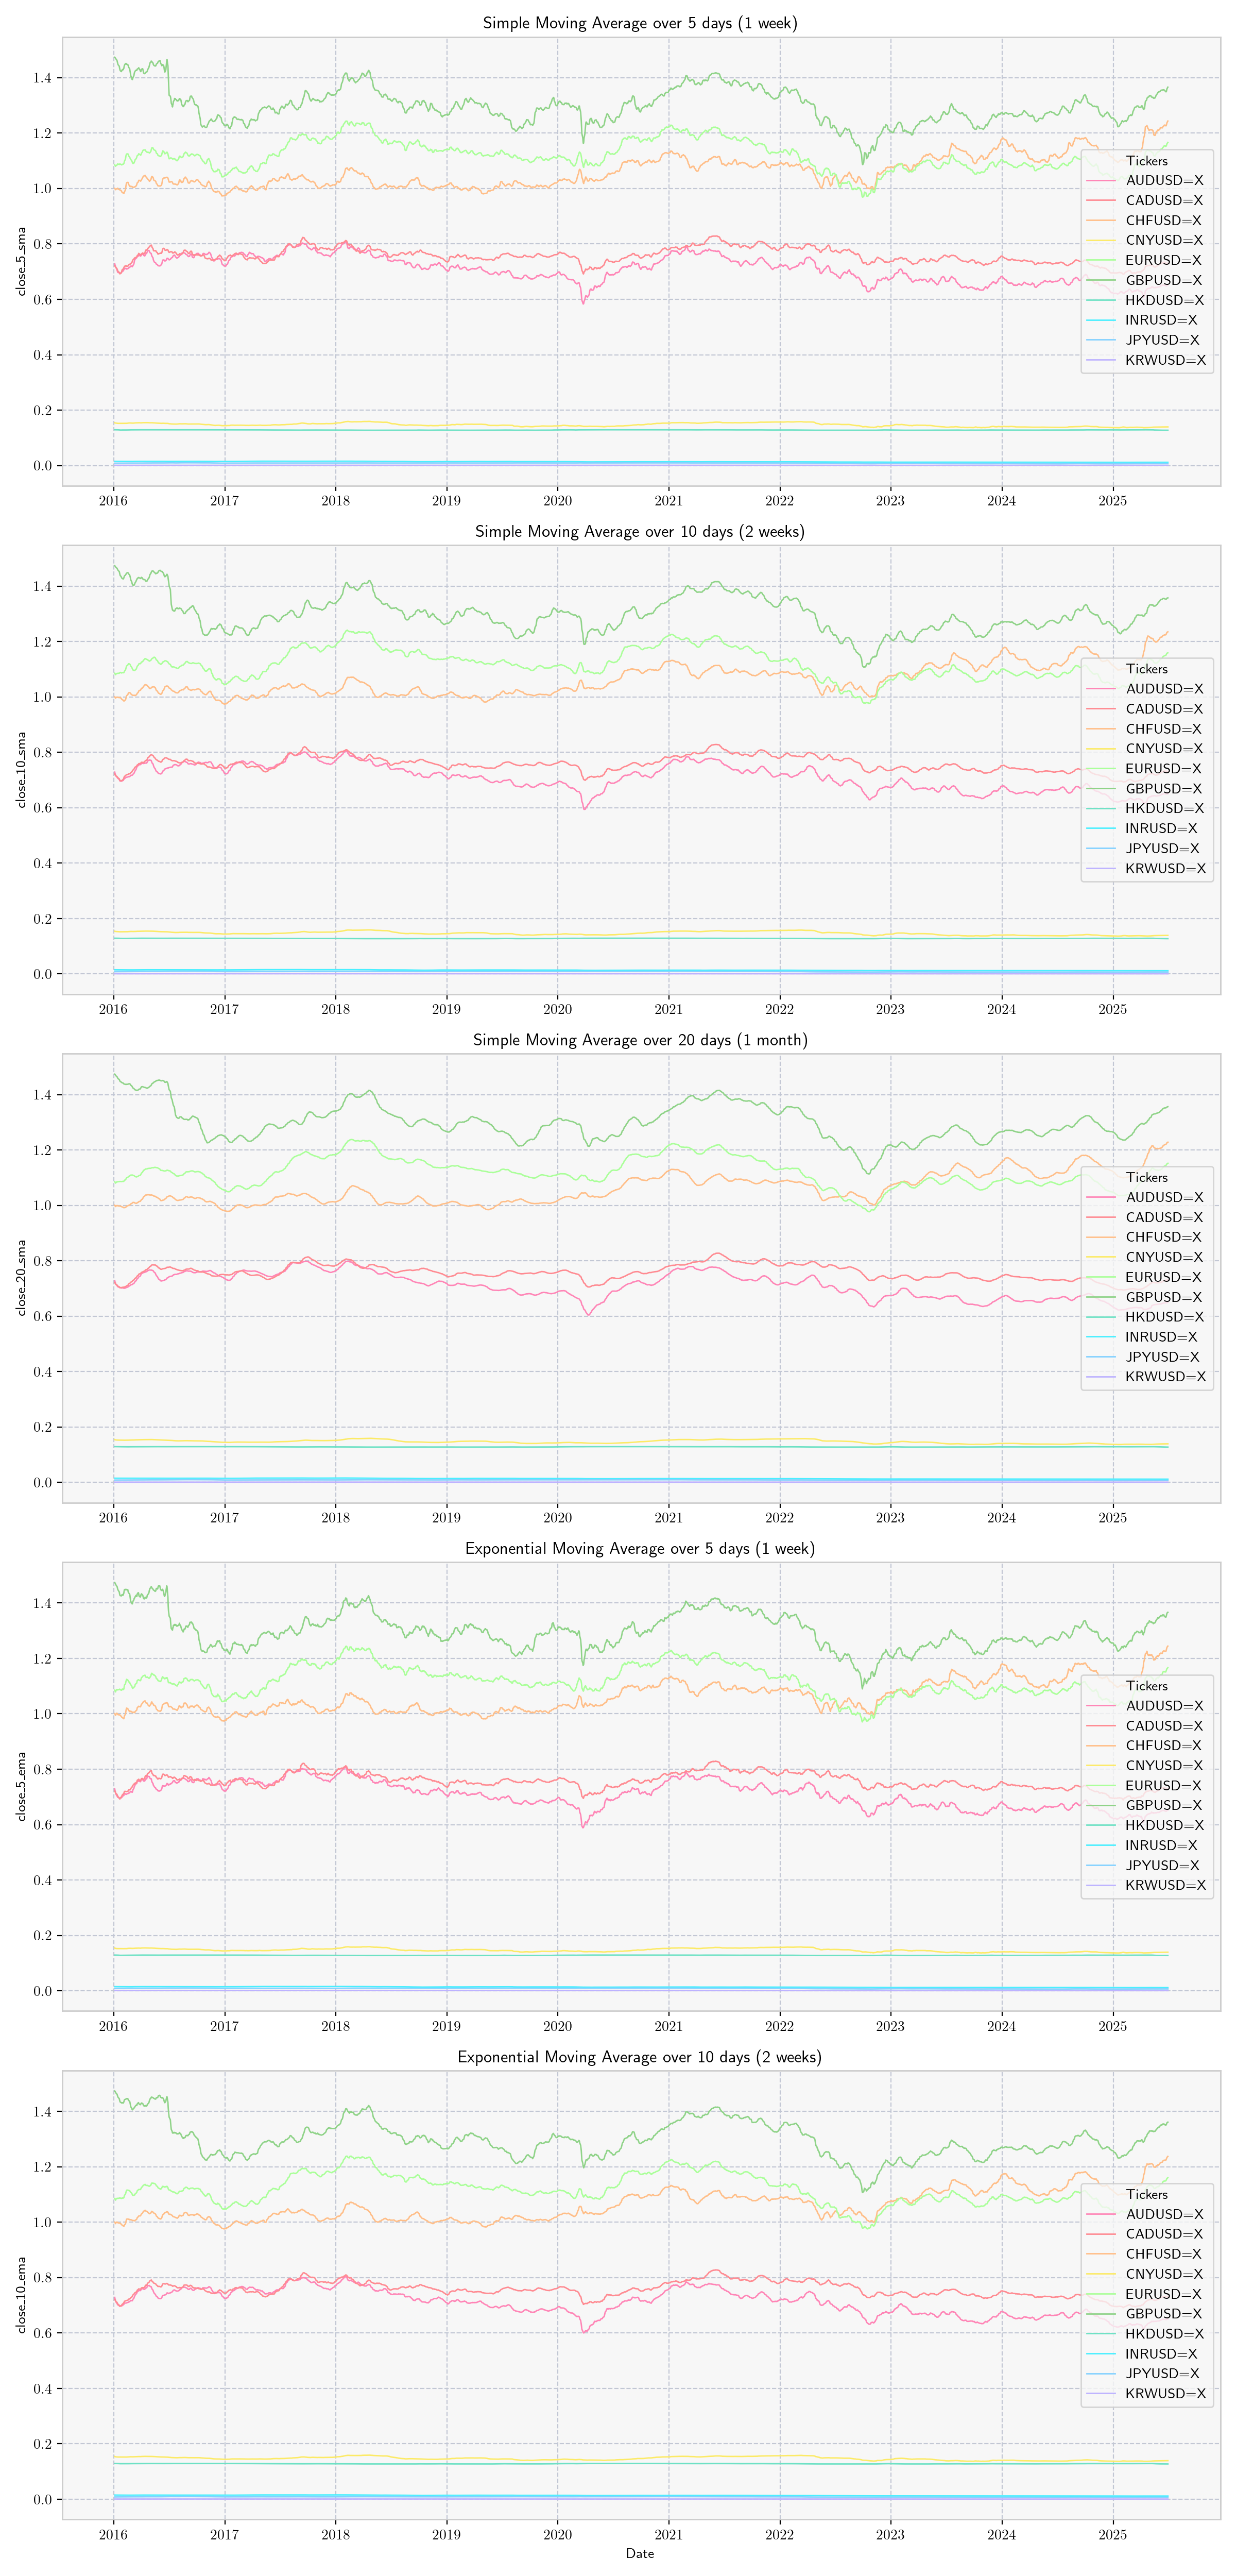 Simple Moving Average over 5 days (1 week)
close_5_sma
1.4
1.2
1.0
0.8
0.6
0.4
0.2
0.0
Tickers
AUDUSD=X
CADUSD=X
CHFUSD=X
CNYUSD=X
EURUSD=X
GBPUSD=X
HKDUSD=X
INRUSD=X
JPYUSD=X
KRWUSD=X
2016 2017 2018 2019 2020 2021 2022 2023 2024 2025
Simple Moving Average over 10 days (2 weeks)
close_10_sma
1.4
1.2
1.0
0.8
0.6
0.4
0.2
0.0
Tickers
AUDUSD=X
CADUSD=X
CHFUSD=X
CNYUSD=X
EURUSD=X
GBPUSD=X
HKDUSD=X
INRUSD=X
JPYUSD=X
KRWUSD=X
2016 2017 2018 2019 2020 2021 2022 2023 2024 2025
Simple Moving Average over 20 days (1 month)
close_20_sma
1.4
1.2
1.0
0.8
0.6
0.4
0.2
0.0
Tickers
AUDUSD=X
CADUSD=X
CHFUSD=X
CNYUSD=X
EURUSD=X
GBPUSD=X
HKDUSD=X
INRUSD=X
JPYUSD=X
KRWUSD=X
2016 2017 2018 2019 2020 2021 2022 2023 2024 2025
Exponential Moving Average over 5 days (1 week)
close_5_ema
1.4
1.2
1.0
0.8
0.6
0.4
0.2
0.0
Tickers
AUDUSD=X
CADUSD=X
CHFUSD=X
CNYUSD=X
EURUSD=X
GBPUSD=X
HKDUSD=X
INRUSD=X
JPYUSD=X
KRWUSD=X
2016 2017 2018 2019 2020 2021 2022 2023 2024 2025
Exponential Moving Average over 10 days (2 weeks)
close_10_ema
1.4
1.2
1.0
0.8
0.6
0.4
0.2
0.0
Tickers
AUDUSD=X
CADUSD=X
CHFUSD=X
CNYUSD=X
EURUSD=X
GBPUSD=X
HKDUSD=X
INRUSD=X
JPYUSD=X
KRWUSD=X
2016 2017 2018 2019 2020 2021 2022 2023 2024 2025
Date